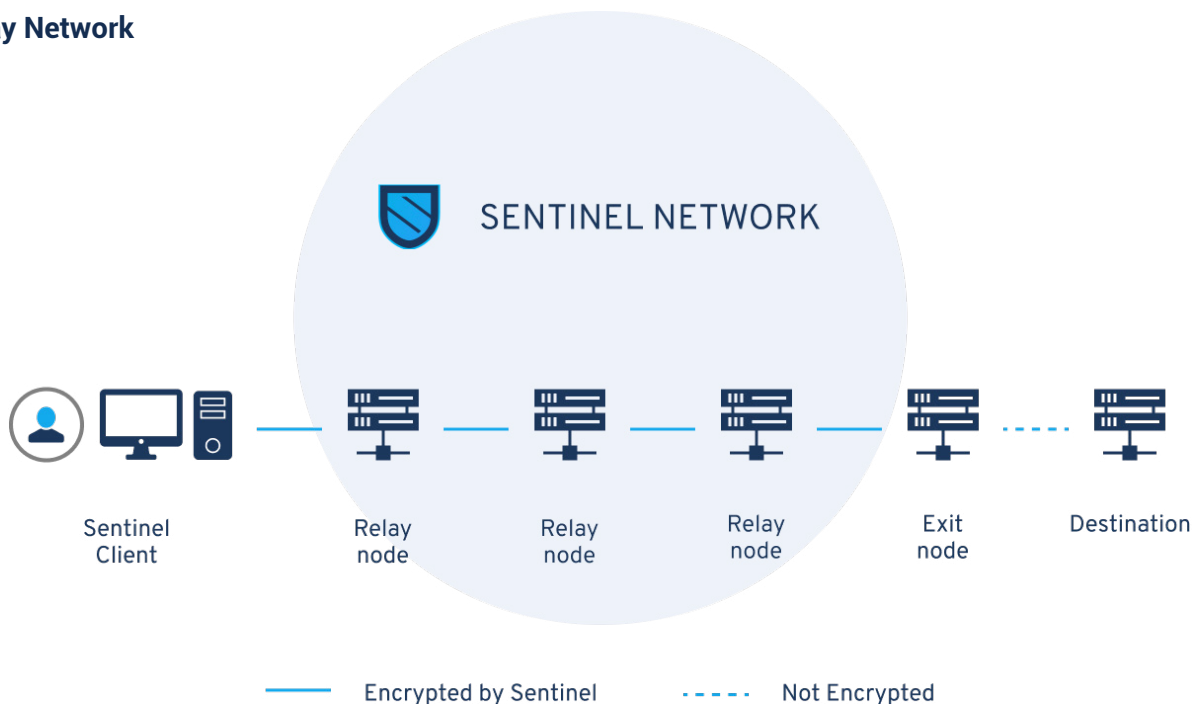 y Network
SENTINEL NETWORK
Sentinel
Client
Relay
node
Relay
node
Relay
node
Exit
node
Destination
Encrypted by Sentinel
Not Encrypted